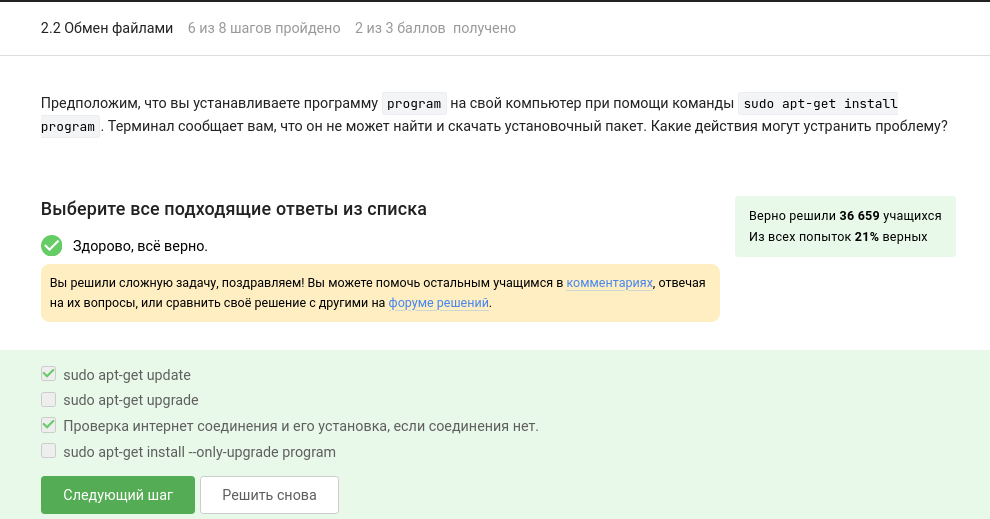 2.2 Обмен файлами 6 из 8 шагов пройдено 2 из 3 баллов получено
Предположим, что вы устанавливаете программу program на свой компьютер при помощи команды sudo apt-get install
program. Терминал сообщает вам, что он не может найти и скачать установочный пакет. Какие действия могут устранить проблему?
Выберите все подходящие ответы из списка
Верно решили 36 659 учащихся
Из всех попыток 21% верных
Здорово, всё верно.
Вы решили сложную задачу, поздравляем! Вы можете помочь остальным учащимся в комментариях, отвечая
на их вопросы, или сравнить своё решение с другими на форуме решений.
sudo apt-get update
sudo apt-get upgrade
Проверка интернет соединения и его установка, если соединения нет.
sudo apt-get install --only-upgrade program
Следующий шаг Решить снова